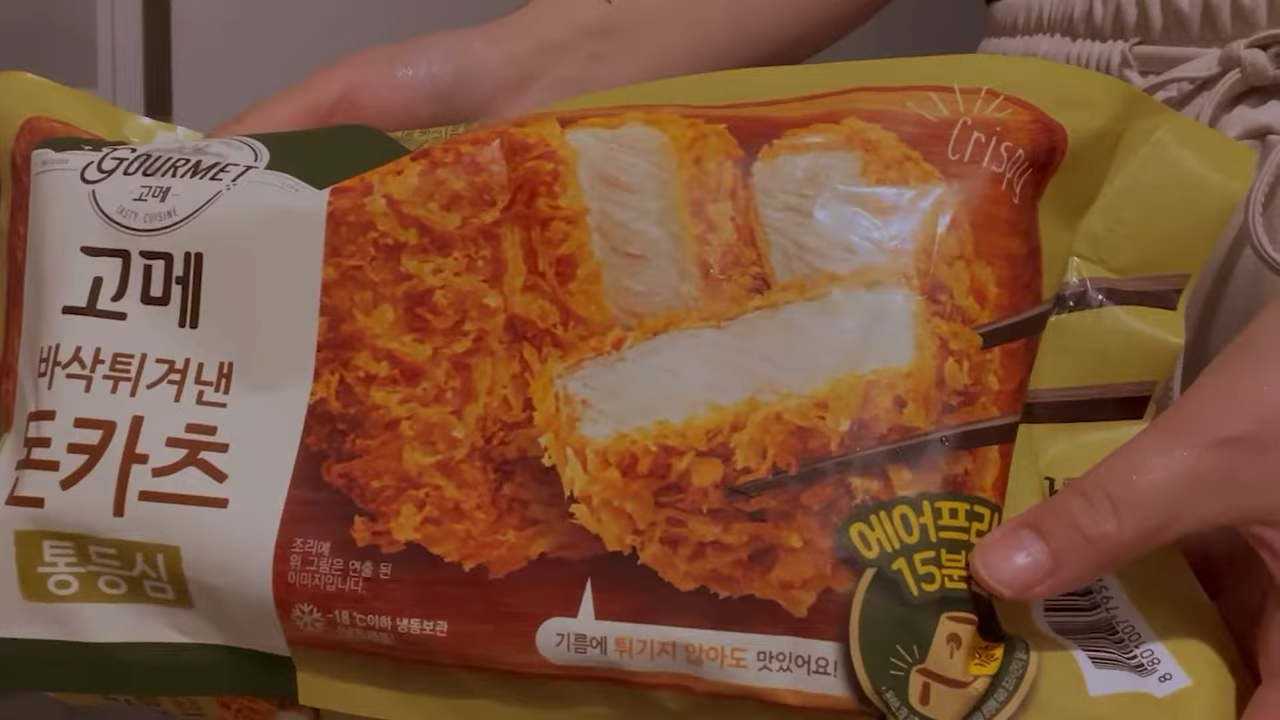 GOURMET
고메
TASTY CUISINE
고메
바삭튀겨낸
돈카츠
통등심
Crispy
조리예
위 그림은 연출 된
이미지입니다.
-18℃이하 냉동보관
기름에 튀기지 않아도 맛있어요!
에어프라
15분
8 801007 795